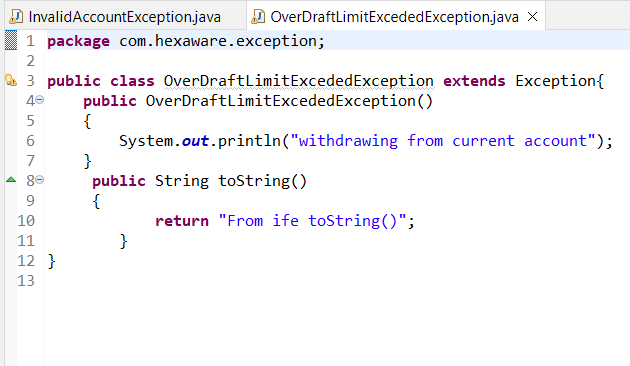 InvalidAccountException.java OverDraftLimitExcededException.java
1 package com.hexaware.exception;
2
3 public class OverDraftLimitExcededException extends Exception{
4 public OverDraftLimitExcededException()
5 {
6 System.out.println("withdrawing from current account");
7 }
8 public String toString()
9 {
10 return "From ife toString()";
11 }
12 }
13